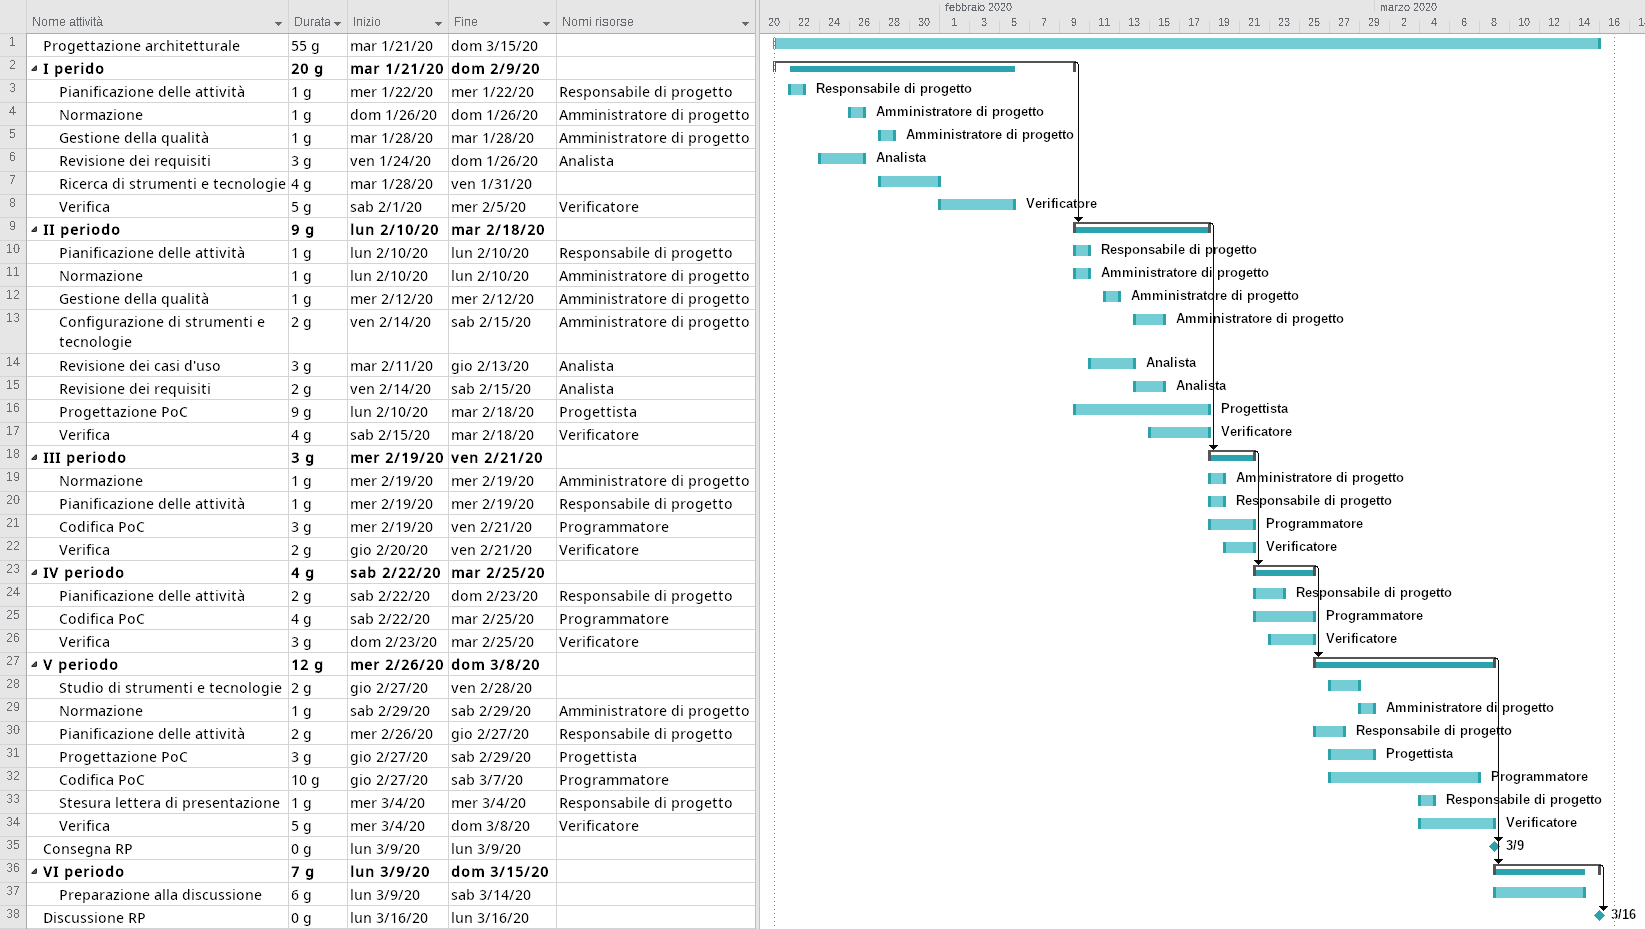 Nome attività Durata Inizio Fine Nomi risorse
febbraio 2020 marzo 2020
20 22 24 26 28 30 1 3 5 7 9 11 13 15 17 19 21 23 25 27 29 2 4 6 8 10 12 14 16 18
1 Progettazione architetturale 55 g mar 1/21/20 dom 3/15/20
2 I perido 20 g mar 1/21/20 dom 2/9/20
3 Pianificazione delle attività 1 g mer 1/22/20 mer 1/22/20 Responsabile di progetto Responsabile di progetto
4 Normazione 1 g dom 1/26/20 dom 1/26/20 Amministratore di progetto Amministratore di progetto
5 Gestione della qualità 1 g mar 1/28/20 mar 1/28/20 Amministratore di progetto Amministratore di progetto
6 Revisione dei requisiti 3 g ven 1/24/20 dom 1/26/20 Analista Analista
7 Ricerca di strumenti e tecnologie 4 g mar 1/28/20 ven 1/31/20
8 Verifica 5 g sab 2/1/20 mer 2/5/20 Verificatore Verificatore
9 II periodo 9 g lun 2/10/20 mar 2/18/20
10 Pianificazione delle attività 1 g lun 2/10/20 lun 2/10/20 Responsabile di progetto Responsabile di progetto
11 Normazione 1 g lun 2/10/20 lun 2/10/20 Amministratore di progetto Amministratore di progetto
12 Gestione della qualità 1 g mer 2/12/20 mer 2/12/20 Amministratore di progetto Amministratore di progetto
13 Configurazione di strumenti e 2 g ven 2/14/20 sab 2/15/20 Amministratore di progetto Amministratore di progetto
tecnologie
14 Revisione dei casi d'uso 3 g mar 2/11/20 gio 2/13/20 Analista Analista
15 Revisione dei requisiti 2 g ven 2/14/20 sab 2/15/20 Analista Analista
16 Progettazione PoC 9 g lun 2/10/20 mar 2/18/20 Progettista Progettista
17 Verifica 4 g sab 2/15/20 mar 2/18/20 Verificatore Verificatore
18 III periodo 3 g mer 2/19/20 ven 2/21/20
19 Normazione 1 g mer 2/19/20 mer 2/19/20 Amministratore di progetto Amministratore di progetto
20 Pianificazione delle attività 1 g mer 2/19/20 mer 2/19/20 Responsabile di progetto Responsabile di progetto
21 Codifica PoC 3 g mer 2/19/20 ven 2/21/20 Programmatore Programmatore
22 Verifica 2 g gio 2/20/20 ven 2/21/20 Verificatore Verificatore
23 IV periodo 4 g sab 2/22/20 mar 2/25/20
24 Pianificazione delle attività 2 g sab 2/22/20 dom 2/23/20 Responsabile di progetto Responsabile di progetto
25 Codifica PoC 4 g sab 2/22/20 mar 2/25/20 Programmatore Programmatore
26 Verifica 3 g dom 2/23/20 mar 2/25/20 Verificatore Verificatore
27 V periodo 12 g mer 2/26/20 dom 3/8/20
28 Studio di strumenti e tecnologie 2 g gio 2/27/20 ven 2/28/20
29 Normazione 1 g sab 2/29/20 sab 2/29/20 Amministratore di progetto Amministratore di progetto
30 Pianificazione delle attività 2 g mer 2/26/20 gio 2/27/20 Responsabile di progetto Responsabile di progetto
31 Progettazione PoC 3 g gio 2/27/20 sab 2/29/20 Progettista Progettista
32 Codifica PoC 10 g gio 2/27/20 sab 3/7/20 Programmatore Programmatore
33 Stesura lettera di presentazione 1 g mer 3/4/20 mer 3/4/20 Responsabile di progetto Responsabile di progetto
34 Verifica 5 g mer 3/4/20 dom 3/8/20 Verificatore Verificatore
35 Consegna RP 0 g lun 3/9/20 lun 3/9/20 3/9
36 VI periodo 7 g lun 3/9/20 dom 3/15/20
37 Preparazione alla discussione 6 g lun 3/9/20 sab 3/14/20
38 Discussione RP 0 g lun 3/16/20 lun 3/16/20 3/16